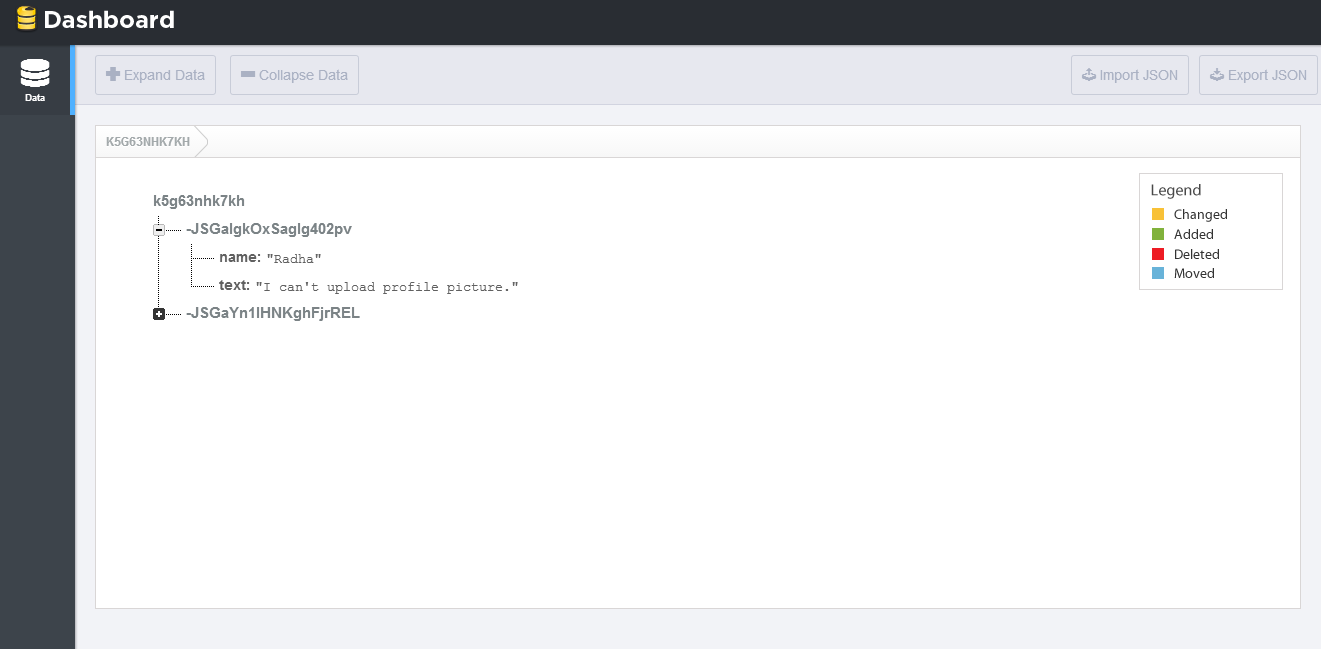 Dashboard
Expand Data Collapse Data Import JSON Export JSON
Data
K5G63NHK7KH
k5g63nhk7kh
Legend
-JSGalgkOxSaglg402pv
Changed
Added
name: "Radha"
Deleted
Moved
text: "I can't upload profile picture."
-JSGaYn1lHNKghFjrREL